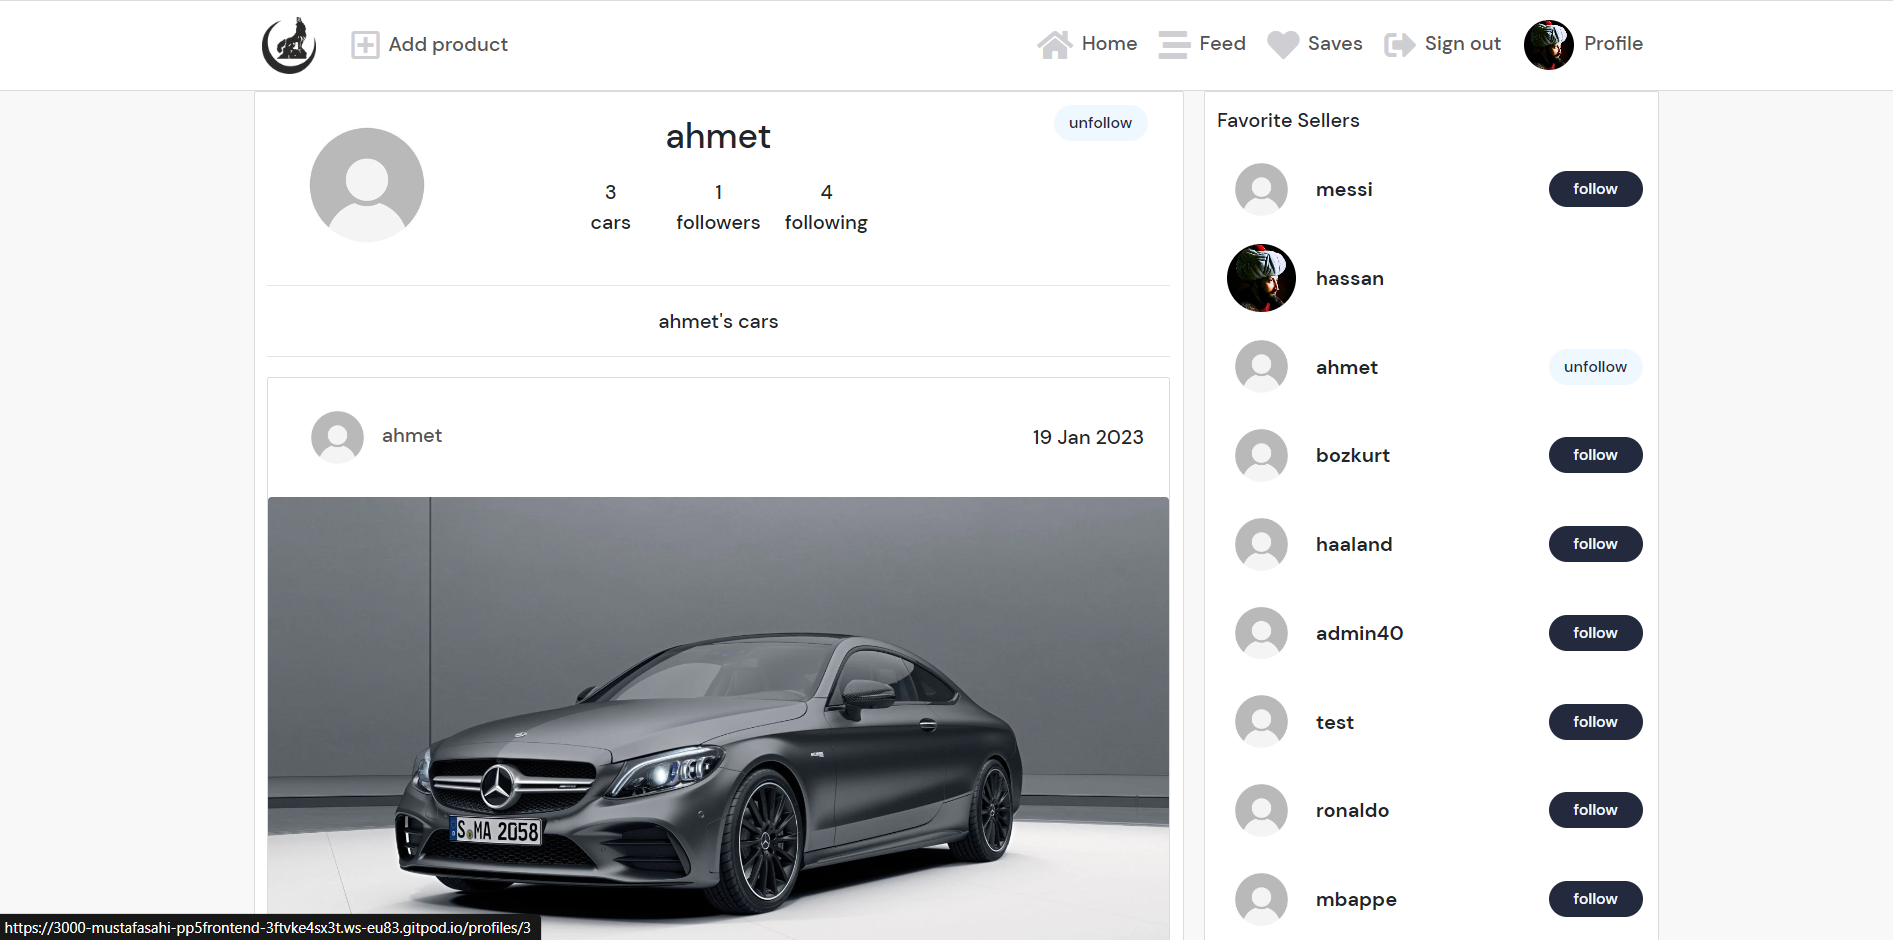 Add product
Home
Feed
Saves
Sign out
Profile
ahmet
unfollow
3
cars
1
followers
4
following
ahmet's cars
ahmet
19 Jan 2023
S MA 2058
Favorite Sellers
messi
follow
hassan
ahmet
unfollow
bozkurt
follow
haaland
follow
admin40
follow
test
follow
ronaldo
follow
mbappe
follow
https://3000-mustafasahi-pp5frontend-3ftvke4sx3t.ws-eu83.gitpod.io/profiles/3